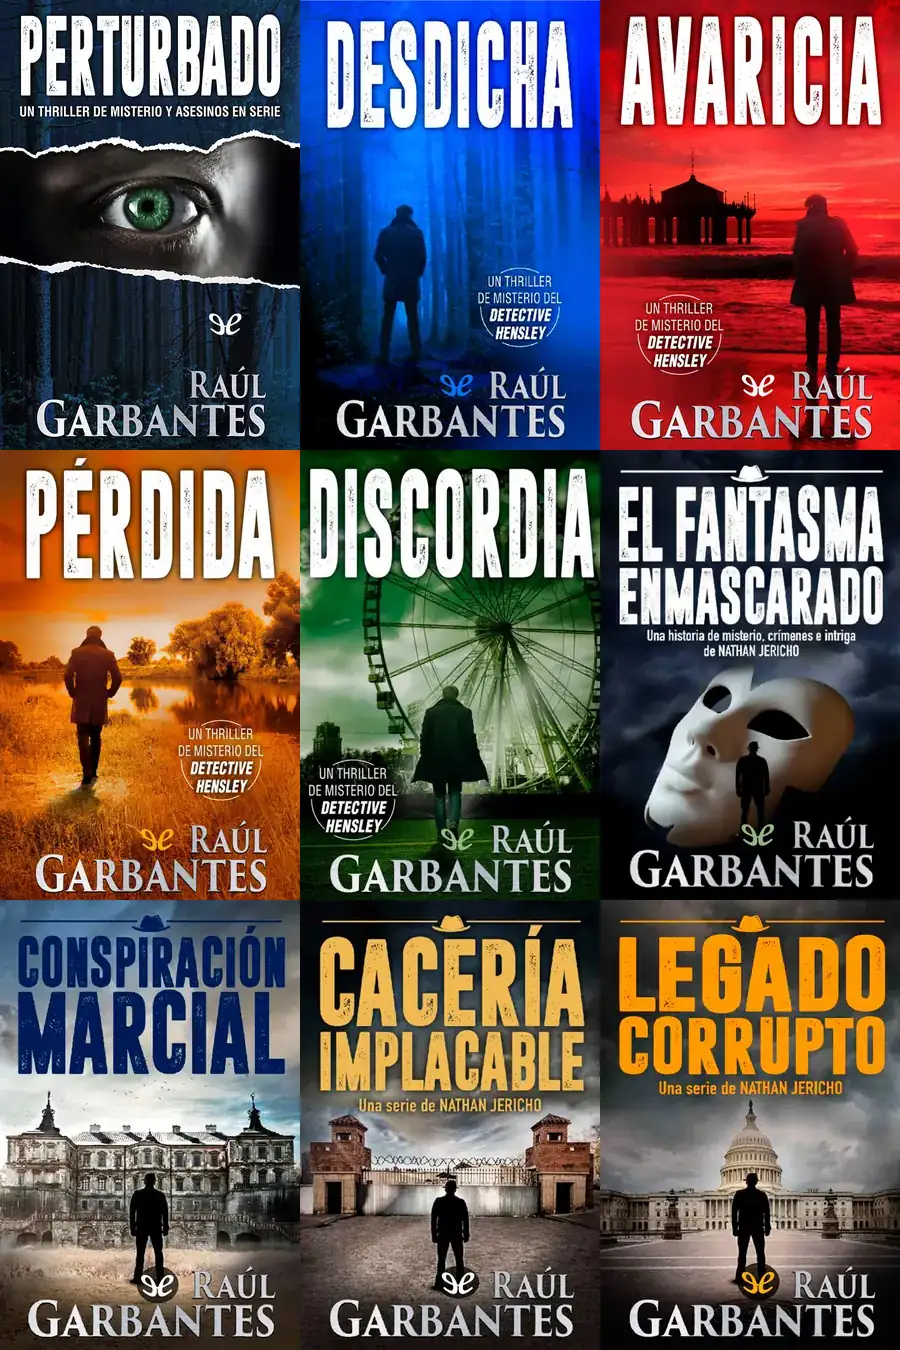 PERTURBADO
UN THRILLER DE MISTERIO Y ASESINOS EN SERIE
RAÚL
GARBANTES
DESDICHA
UN THRILLER
DE MISTERIO DEL
DETECTIVE
HENSLEY
RAÚL
GARBANTES
AVARICIA
UN THRILLER
DE MISTERIO DEL
DETECTIVE
HENSLEY
RAÚL
GARBANTES
PÉRDIDA
UN THRILLER
DE MISTERIO DEL
DETECTIVE
HENSLEY
RAÚL
GARBANTES
DISCORDIA
UN THRILLER
DE MISTERIO DEL
DETECTIVE
HENSLEY
RAÚL
GARBANTES
EL FANTASMA
ENMASCARADO
Una historia de misterio, crímenes e intriga
de NATHAN JERICHO
RAÚL
GARBANTES
CONSPIRACIÓN
MARCIAL
RAÚL
GARBANTES
CACERÍA
IMPLACABLE
Una serie de NATHAN JERICHO
RAÚL
GARBANTES
LEGADO
CORRUPTO
Una serie de NATHAN JERICHO
RAÚL
GARBANTES